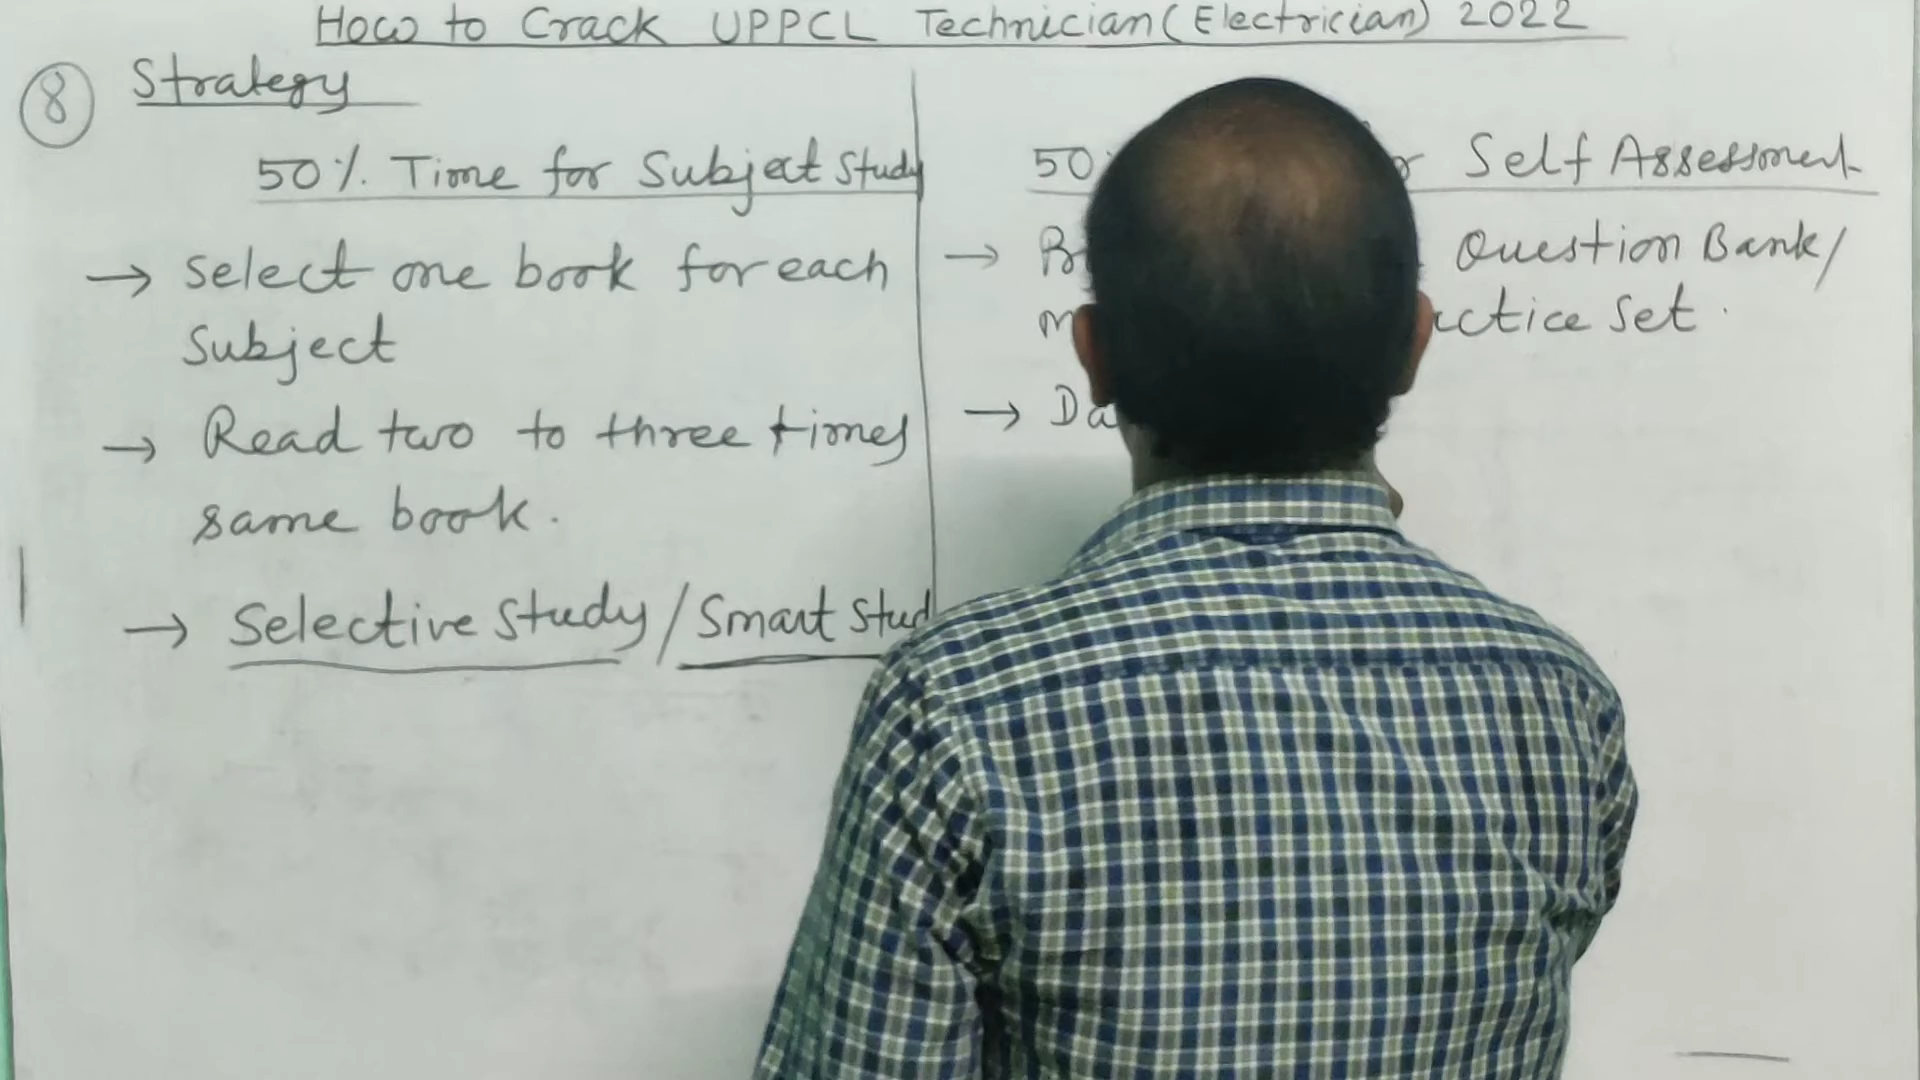 How to Crack UPPCL Technician (Electrician) 2022
8 Strategy
50% Time for Subject Study
→ Select one book for each
Subject
→ Read two to three times
same book.
→ Selective Study / Smart Stud
50 Self Assessment
→ Question Bank/
Set.
→